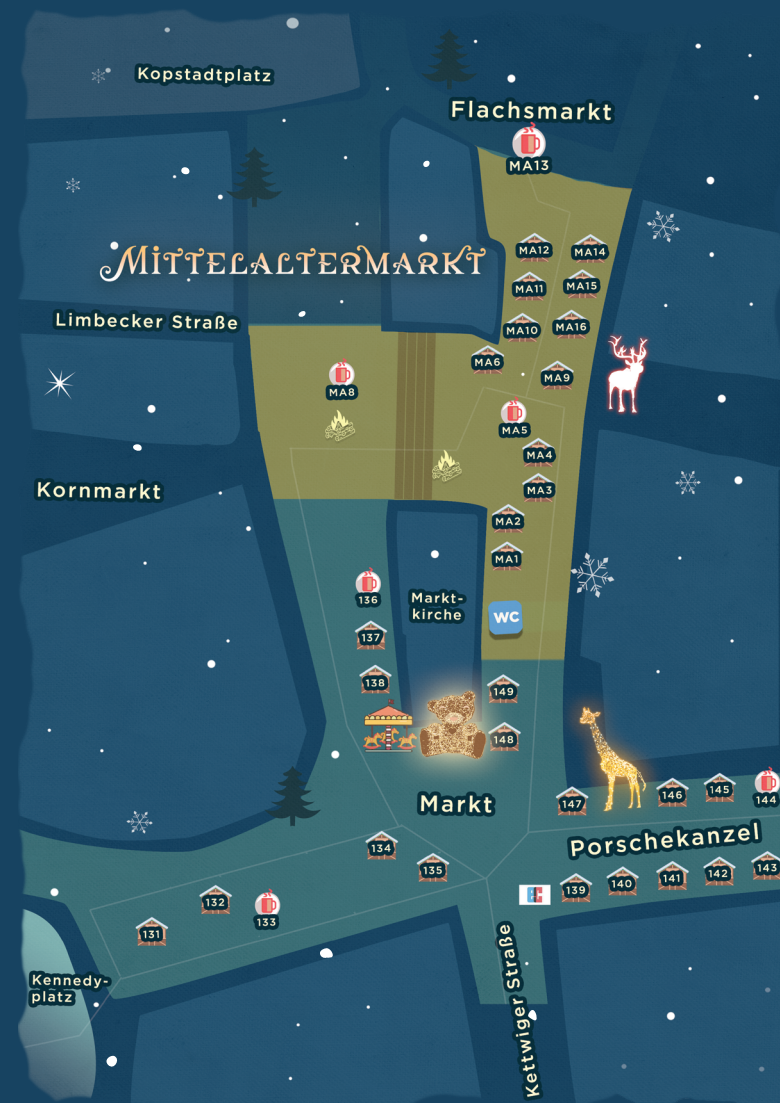 Kopstadtplatz
Flachsmarkt
MA13
MITTELALTERMARKT
MA12
MA14
MA11
MA15
Limbecker Straße
MA10
MA16
MA6
MA9
MA8
MA5
MA4
MA3
Kornmarkt
MA2
MA1
136
Markt-
kirche
WC
137
138
149
148
Markt
147
146
145
144
Porschekanzel
134
135
139
140
141
142
143
132
133
131
Kennedy-
platz
Kettwiger Straße